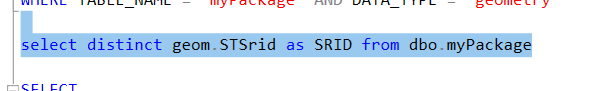 WHERE TABLE_NAME = 'myPackage' AND DATA_TYPE = 'geometry'
select distinct geom.STSrid as SRID from dbo.myPackage
SELECT